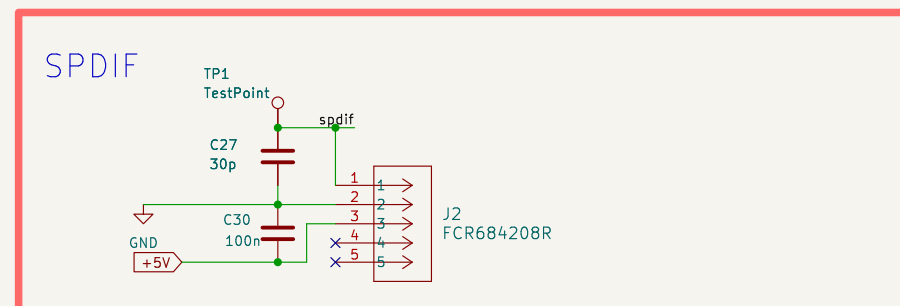 SPDIF
TP1
TestPoint
spdif
C27
30p
1 1
2 2
3 3
4 4
5 5
C30
100n
GND
+5V
J2
FCR684208R